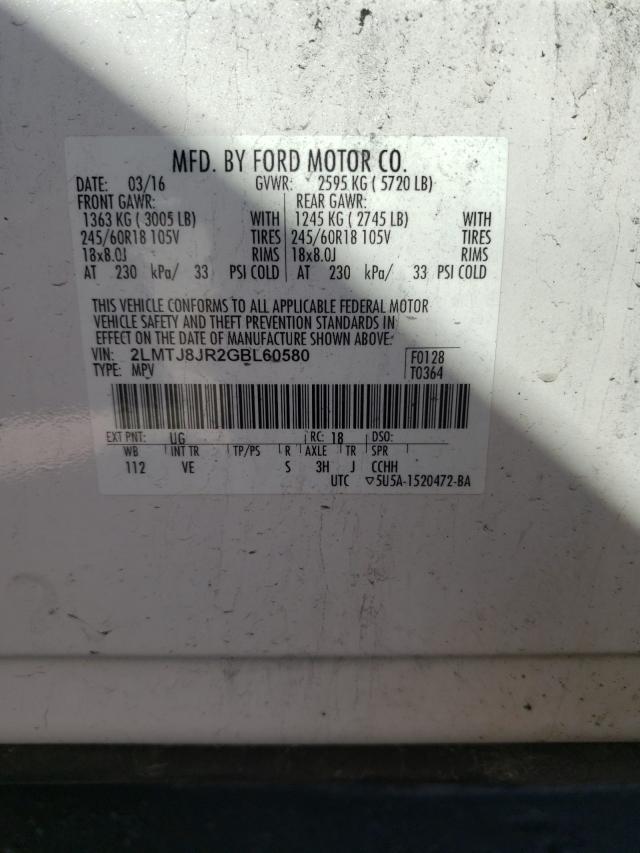 MFD. BY FORD MOTOR CO.
DATE: 03/16 GVWR: 2595 KG ( 5720 LB)
FRONT GAWR: REAR GAWR:
1363 KG ( 3005 LB) WITH 1245 KG ( 2745 LB) WITH
245/60R18 105V TIRES 245/60R18 105V TIRES
18x8.0J RIMS 18x8.0J RIMS
AT 230 kPa/ 33 PSI COLD AT 230 kPa/ 33 PSI COLD
THIS VEHICLE CONFORMS TO ALL APPLICABLE FEDERAL MOTOR
VEHICLE SAFETY AND THEFT PREVENTION STANDARDS IN
EFFECT ON THE DATE OF MANUFACTURE SHOWN ABOVE.
VIN: 2LMTJ8JR2GBL60580 F0128
TYPE: MPV T0364
EXT PNT: UG RC: 18 DSO:
WB INT TR TP/PS R AXLE TR SPR
112 VE S 3H J CCHH
UTC ▽5U5A-1520472-BA